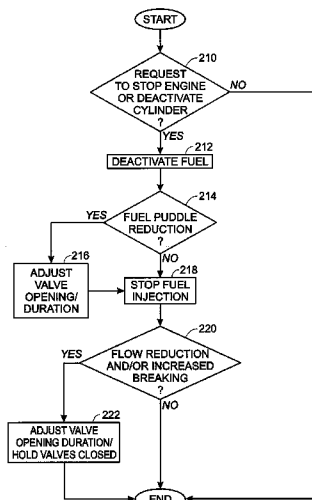 START
210
REQUEST
TO STOP ENGINE
OR DEACTIVATE
CYLINDER
?
NO
YES
212
DEACTIVATE FUEL
214
YES
FUEL PUDDLE
REDUCTION
?
NO
216
ADJUST
VALVE
OPENING/
DURATION
218
STOP FUEL
INJECTION
220
YES
FLOW REDUCTION
AND/OR INCREASED
BREAKING
?
NO
222
ADJUST VALVE
OPENING DURATION/
HOLD VALVES CLOSED
END